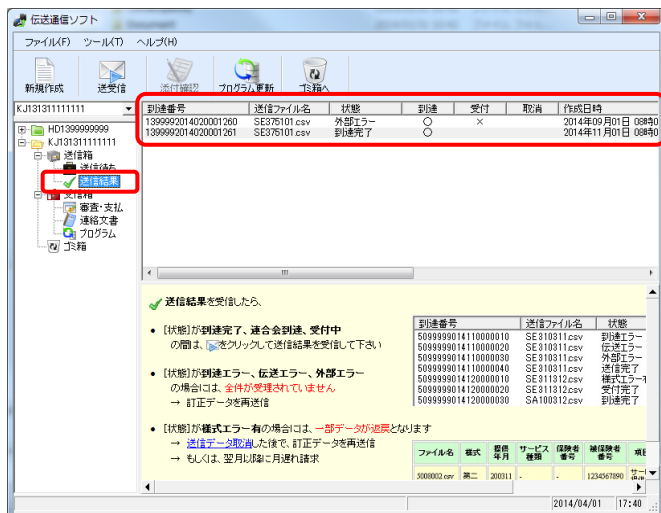 伝送通信ソフト
ファイル(F) ツール(T) ヘルプ(H)
新規作成 送受信 添付確認 プログラム更新 ゴミ箱へ
KJ131311111111
HD1399999999
KJ131311111111
送信箱
送信待ち
送信結果
受信箱
審査・支払
連絡文書
プログラム
ゴミ箱
到達番号 送信ファイル名 状態 到達 受付 取消 作成日時
1399992014020001260 SE375101.csv 外部エラー ○ × 2014年09月01日 08時0
1399992014020001261 SE375101.csv 到達完了 ○ 2014年11月01日 08時0
送信結果を受信したら、
• [状態]が到達完了、連合会到達、受付中
の間は、をクリックして送信結果を受信して下さい
• [状態]が到達エラー、伝送エラー、外部エラー
の場合には、全件が受理されていません
→ 訂正データを再送信
• [状態]が様式エラー有の場合には、一部データが返戻となります
→ 送信データ取消した後で、訂正データを再送信
→ もしくは、翌月以降に月遅れ請求
到達番号 送信ファイル名 状態
5099999014110000010 SE310311.csv 到達エラー
5099999014110000020 SE310311.csv 伝送エラー
5099999014110000030 SE310311.csv 外部エラー
5099999014110000040 SE310311.csv 送信完了
5099999014120000010 SE311312.csv 様式エラー有
5099999014120000020 SE311312.csv 受付完了
5099999014120000030 SA100312.csv 到達完了
ファイル名 様式 提供年月 サービス種類 保険者番号 被保険者番号 項目
5000002.csv 第二 200311 - - 1234567890
2014/04/01 17:40